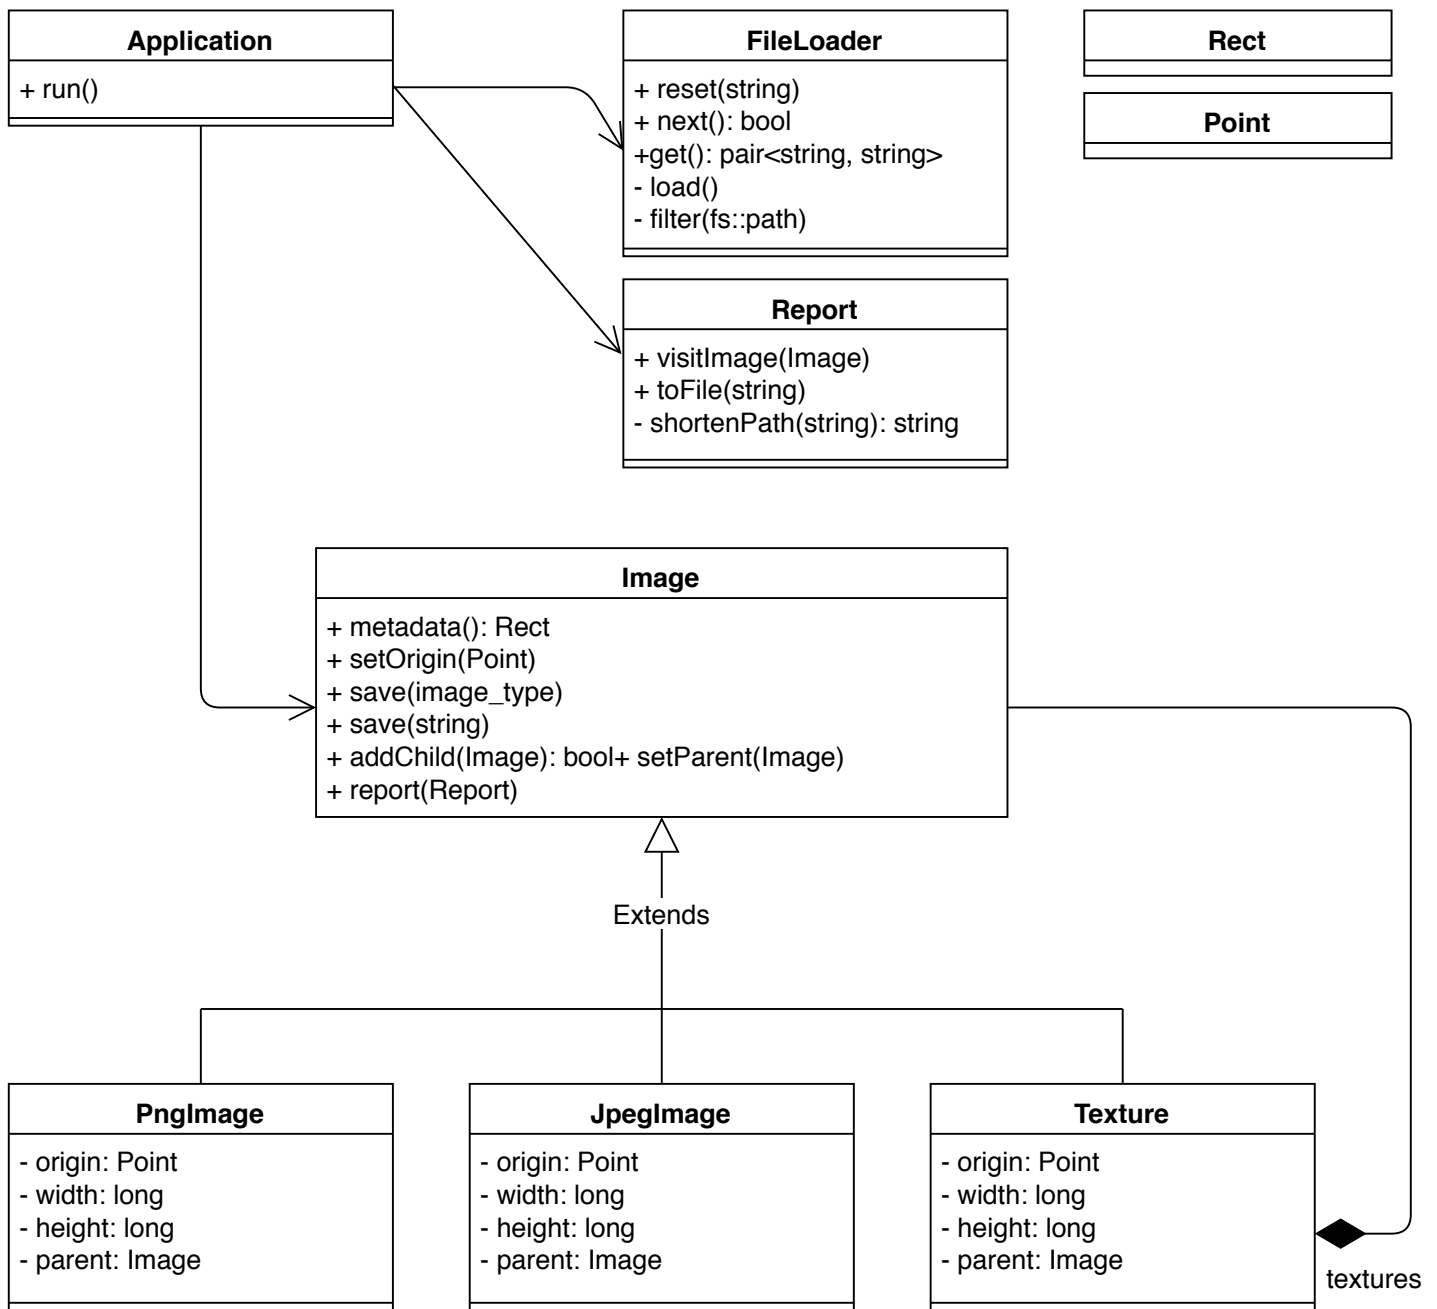 Application
+ run()
FileLoader
+ reset(string)
+ next(): bool
+get(): pair<string, string>
- load()
- filter(fs::path)
Rect
Point
Report
+ visitImage(Image)
+ toFile(string)
- shortenPath(string): string
Image
+ metadata(): Rect
+ setOrigin(Point)
+ save(image_type)
+ save(string)
+ addChild(Image): bool+ setParent(Image)
+ report(Report)
Extends
PngImage
- origin: Point
- width: long
- height: long
- parent: Image
JpegImage
- origin: Point
- width: long
- height: long
- parent: Image
Texture
- origin: Point
- width: long
- height: long
- parent: Image
textures